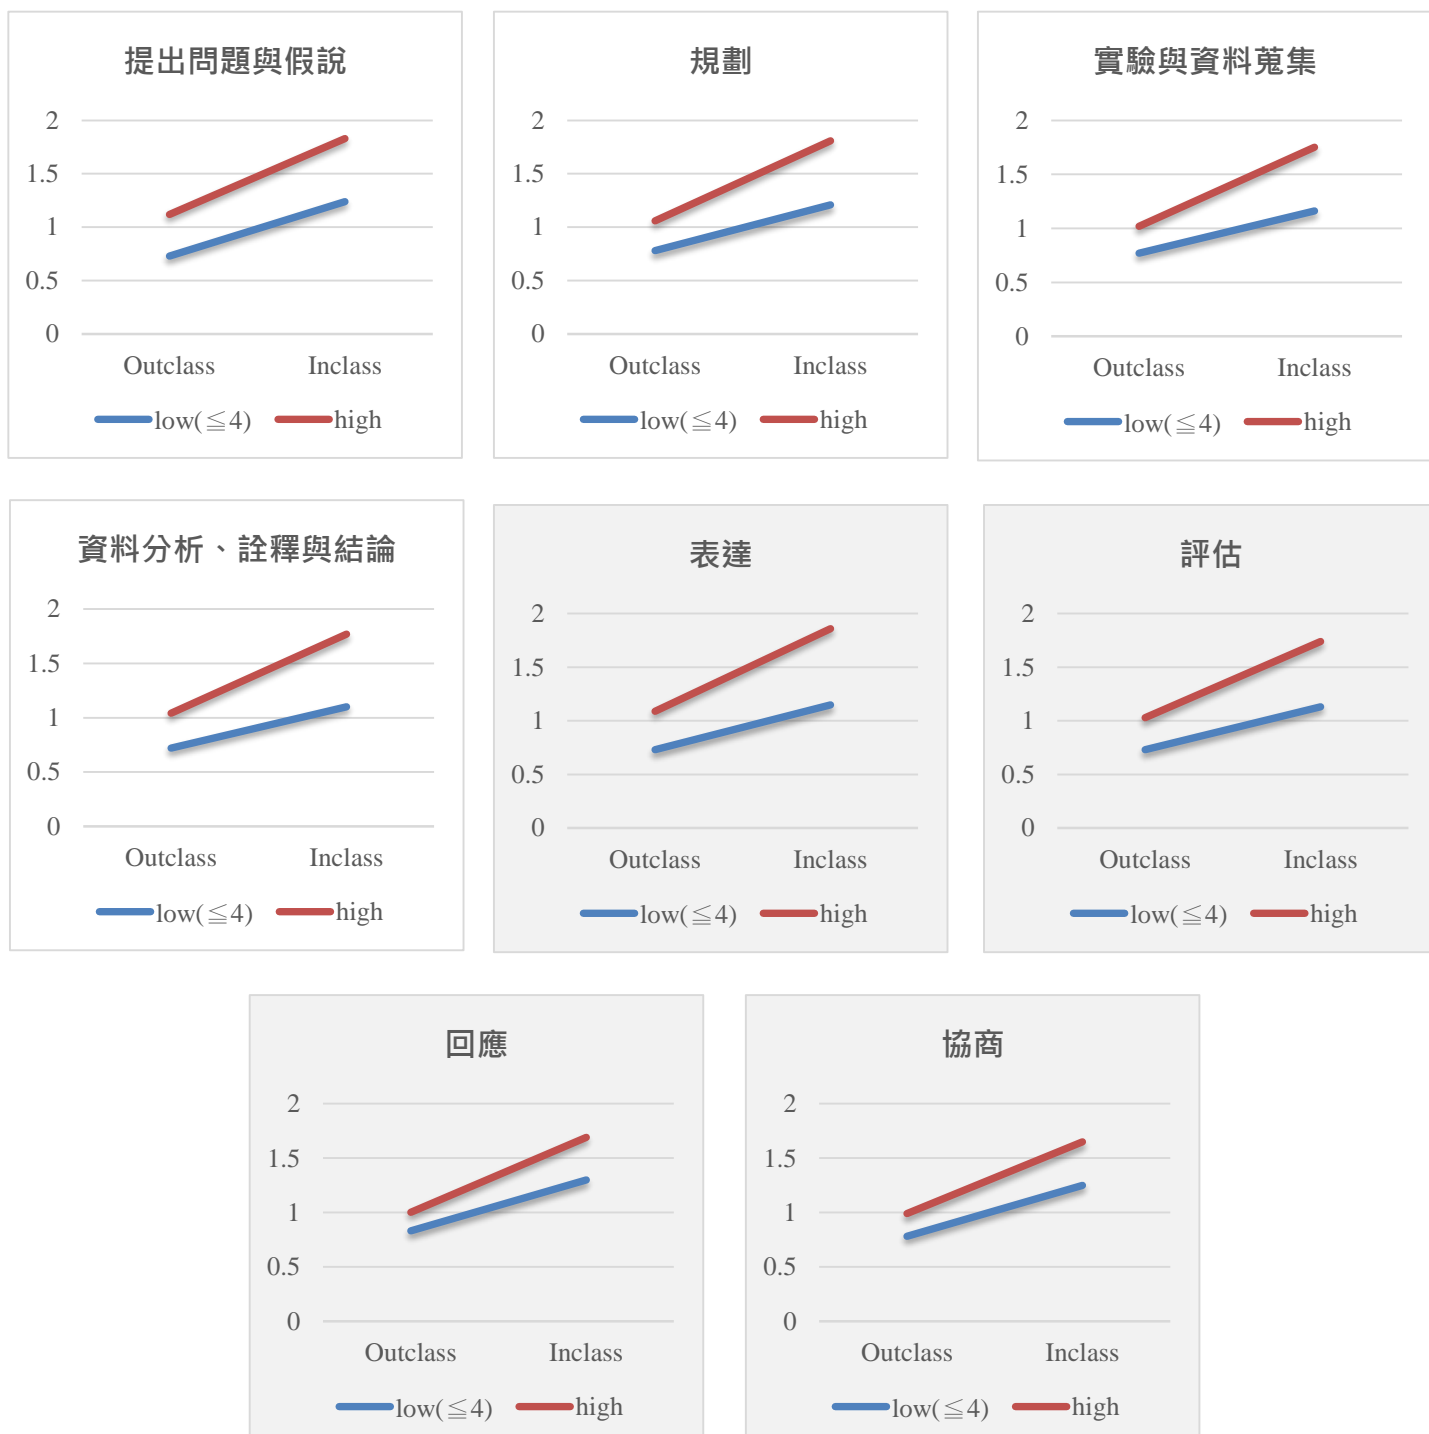 提出問題與假說
2
1.5
1
0.5
0
Outclass Inclass
low(≦4) high
規劃
2
1.5
1
0.5
0
Outclass Inclass
low(≦4) high
實驗與資料蒐集
2
1.5
1
0.5
0
Outclass Inclass
low(≦4) high
資料分析、詮釋與結論
2
1.5
1
0.5
0
Outclass Inclass
low(≦4) high
表達
2
1.5
1
0.5
0
Outclass Inclass
low(≦4) high
評估
2
1.5
1
0.5
0
Outclass Inclass
low(≦4) high
回應
2
1.5
1
0.5
0
Outclass Inclass
low(≦4) high
協商
2
1.5
1
0.5
0
Outclass Inclass
low(≦4) high